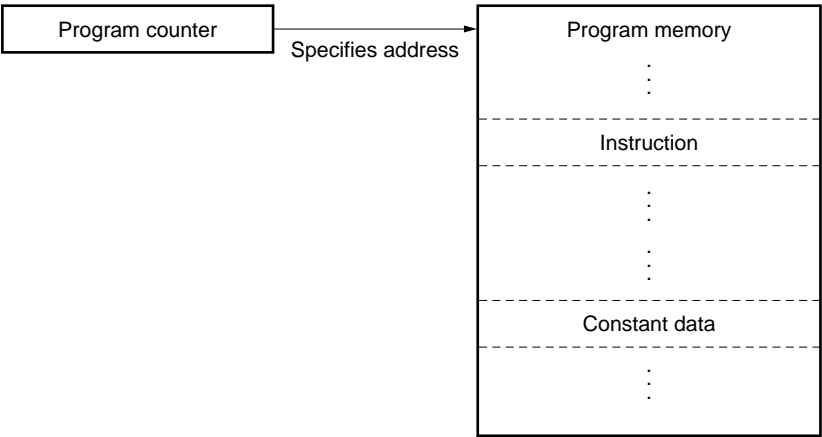 Program counter
Specifies address
Program memory
Instruction
Constant data